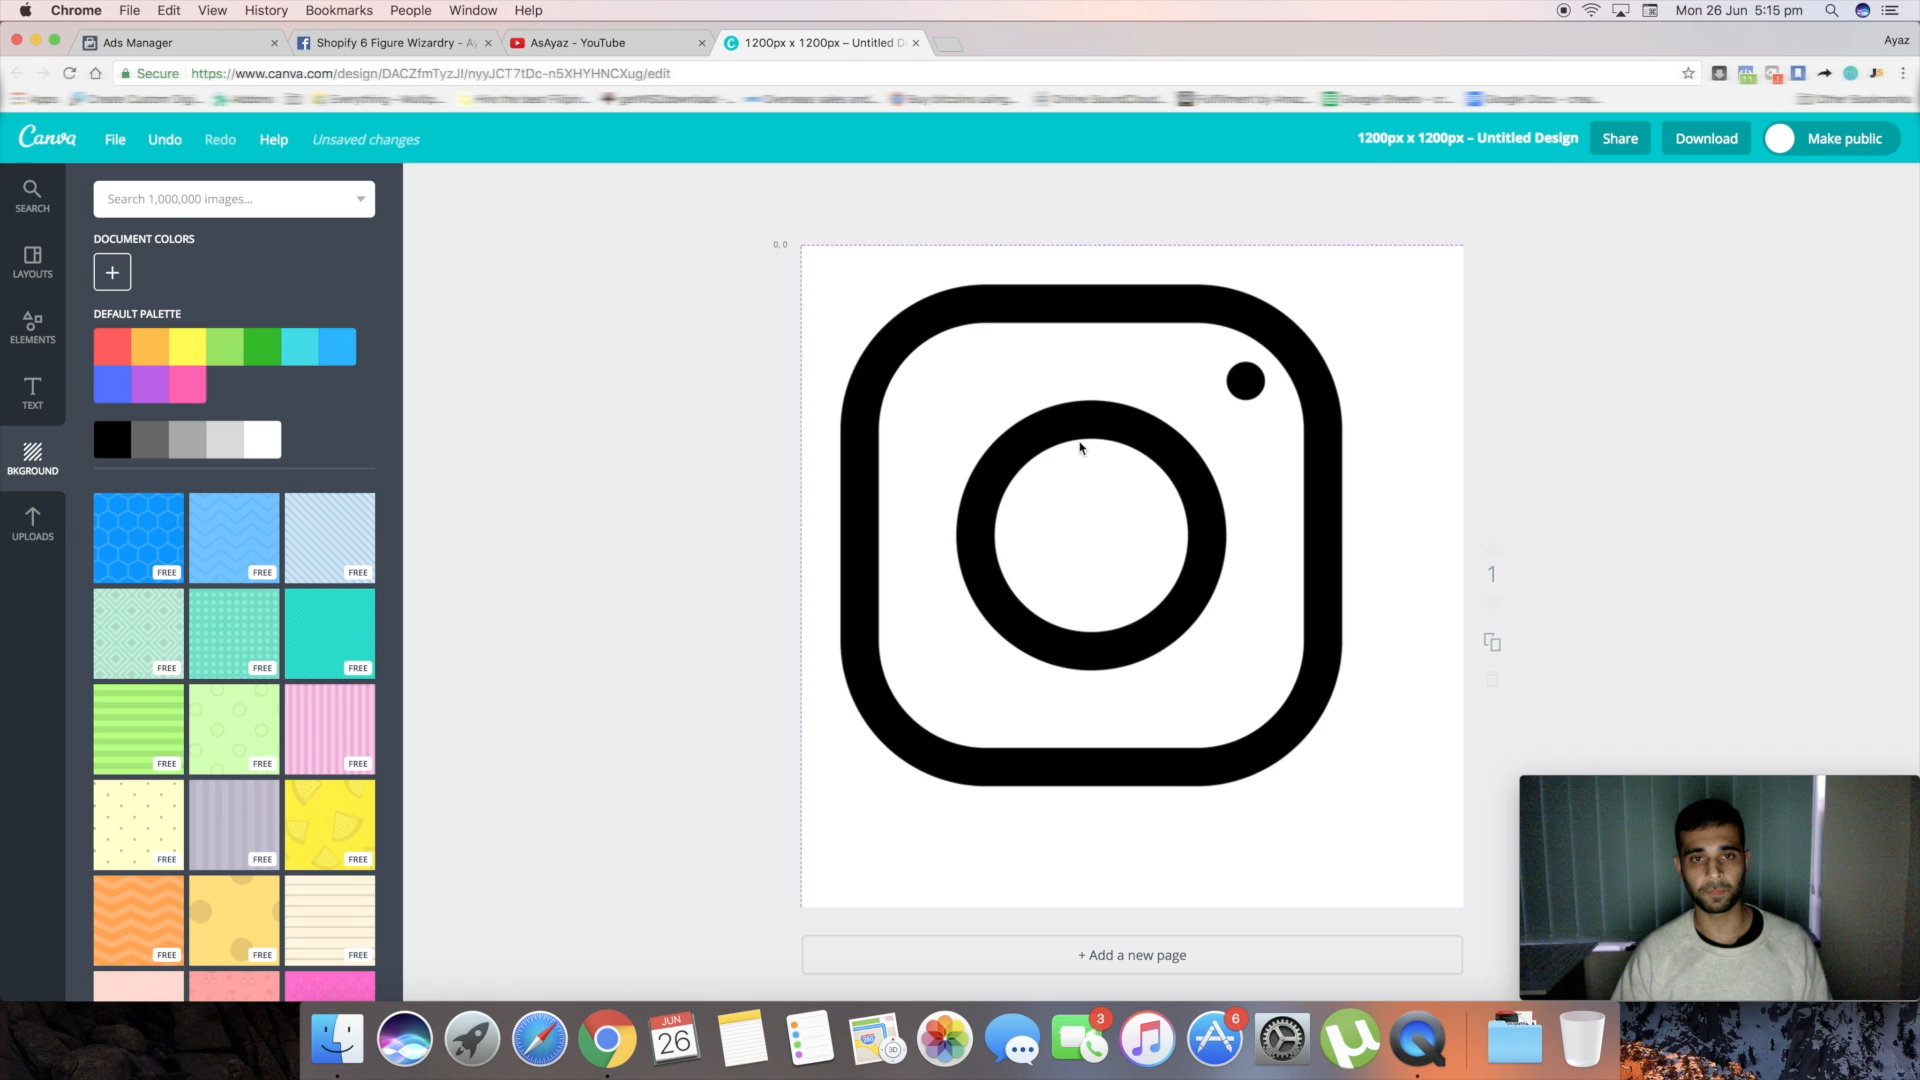 Chrome File Edit View History Bookmarks People Window Help Mon 26 Jun 5:15 pm
Ads Manager
Shopify 6 Figure Wizardry - Ay
AsAyaz - YouTube
1200px x 1200px – Untitled D
Ayaz
Secure https://www.canva.com/design/DACZfmTyzJI/nyyJCT7tDc-n5XHYHNCXug/edit
Canva File Undo Redo Help Unsaved changes
1200px x 1200px – Untitled Design Share Download Make public
SEARCH
LAYOUTS
ELEMENTS
TEXT
BKGROUND
UPLOADS
Search 1,000,000 images...
DOCUMENT COLORS
+
DEFAULT PALETTE
FREE FREE FREE
FREE FREE FREE
FREE FREE FREE
FREE FREE FREE
FREE FREE FREE
0, 0
1
+ Add a new page
JUN
26
3
6